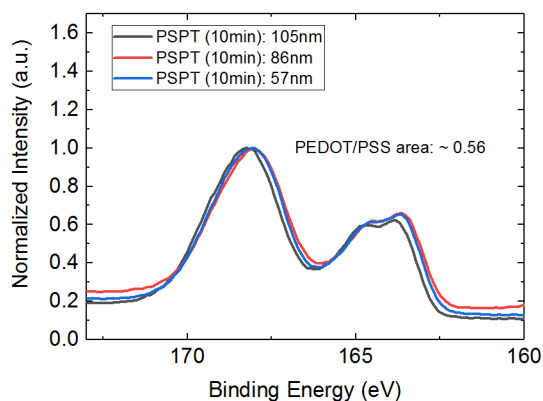 1.6
1.4
1.2
1.0
0.8
0.6
0.4
0.2
0.0
Normalized Intensity (a.u.)
PSPT (10min): 105nm
PSPT (10min): 86nm
PSPT (10min): 57nm
PEDOT/PSS area: ~ 0.56
170
165
160
Binding Energy (eV)